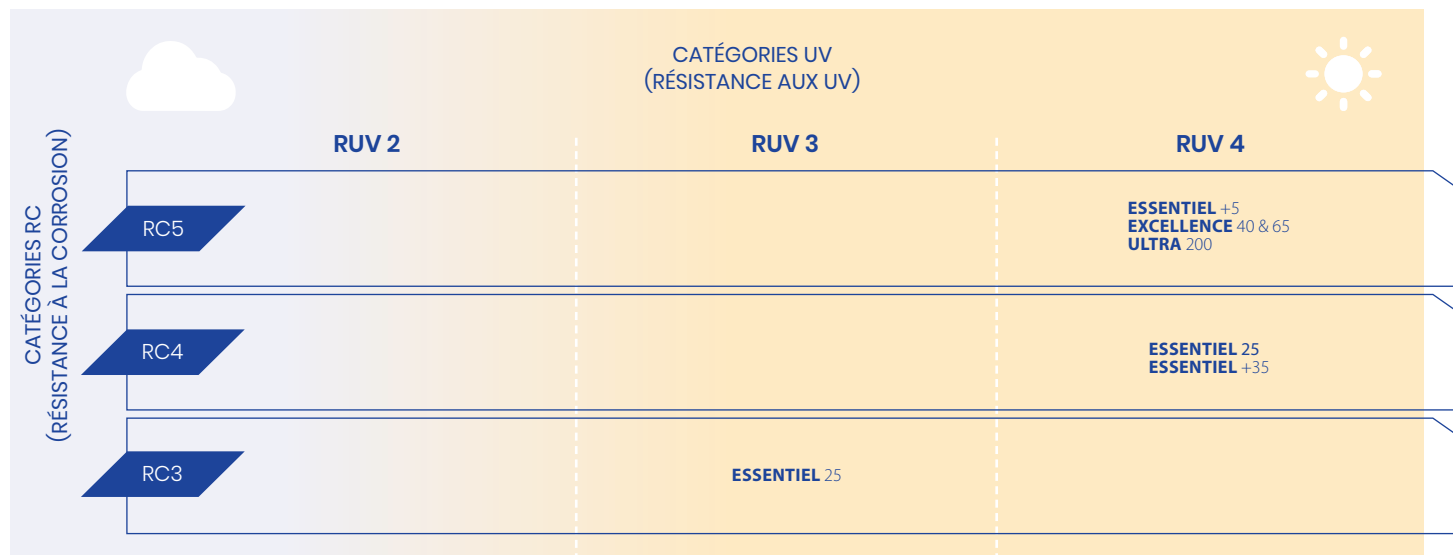 CATÉGORIES UV
(RÉSISTANCE AUX UV)
RUV 2
RUV 3
RUV 4
CATÉGORIES RC
(RÉSISTANCE À LA CORROSION)
RC5
ESSENTIEL +5
EXCELLENCE 40 & 65
ULTRA 200
RC4
ESSENTIEL 25
ESSENTIEL +35
RC3
ESSENTIEL 25